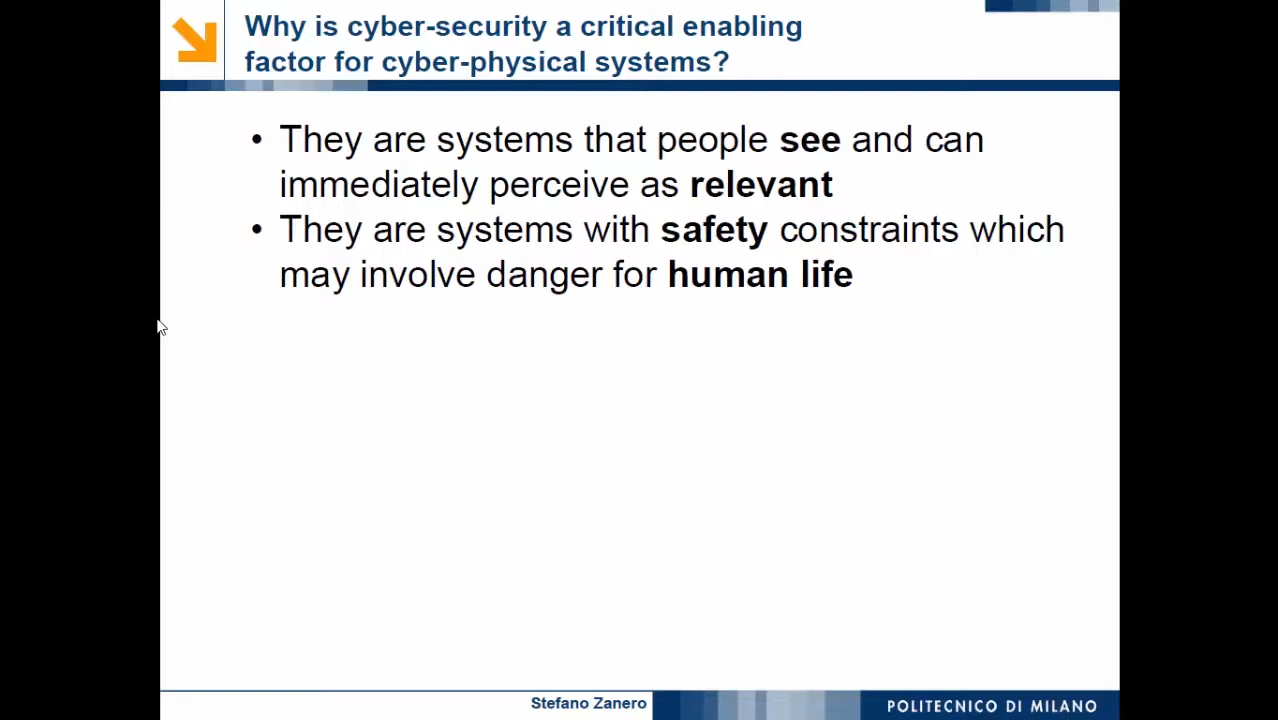 Why is cyber-security a critical enabling
factor for cyber-physical systems?
• They are systems that people see and can
immediately perceive as relevant
• They are systems with safety constraints which
may involve danger for human life
Stefano Zanero
POLITECNICO DI MILANO